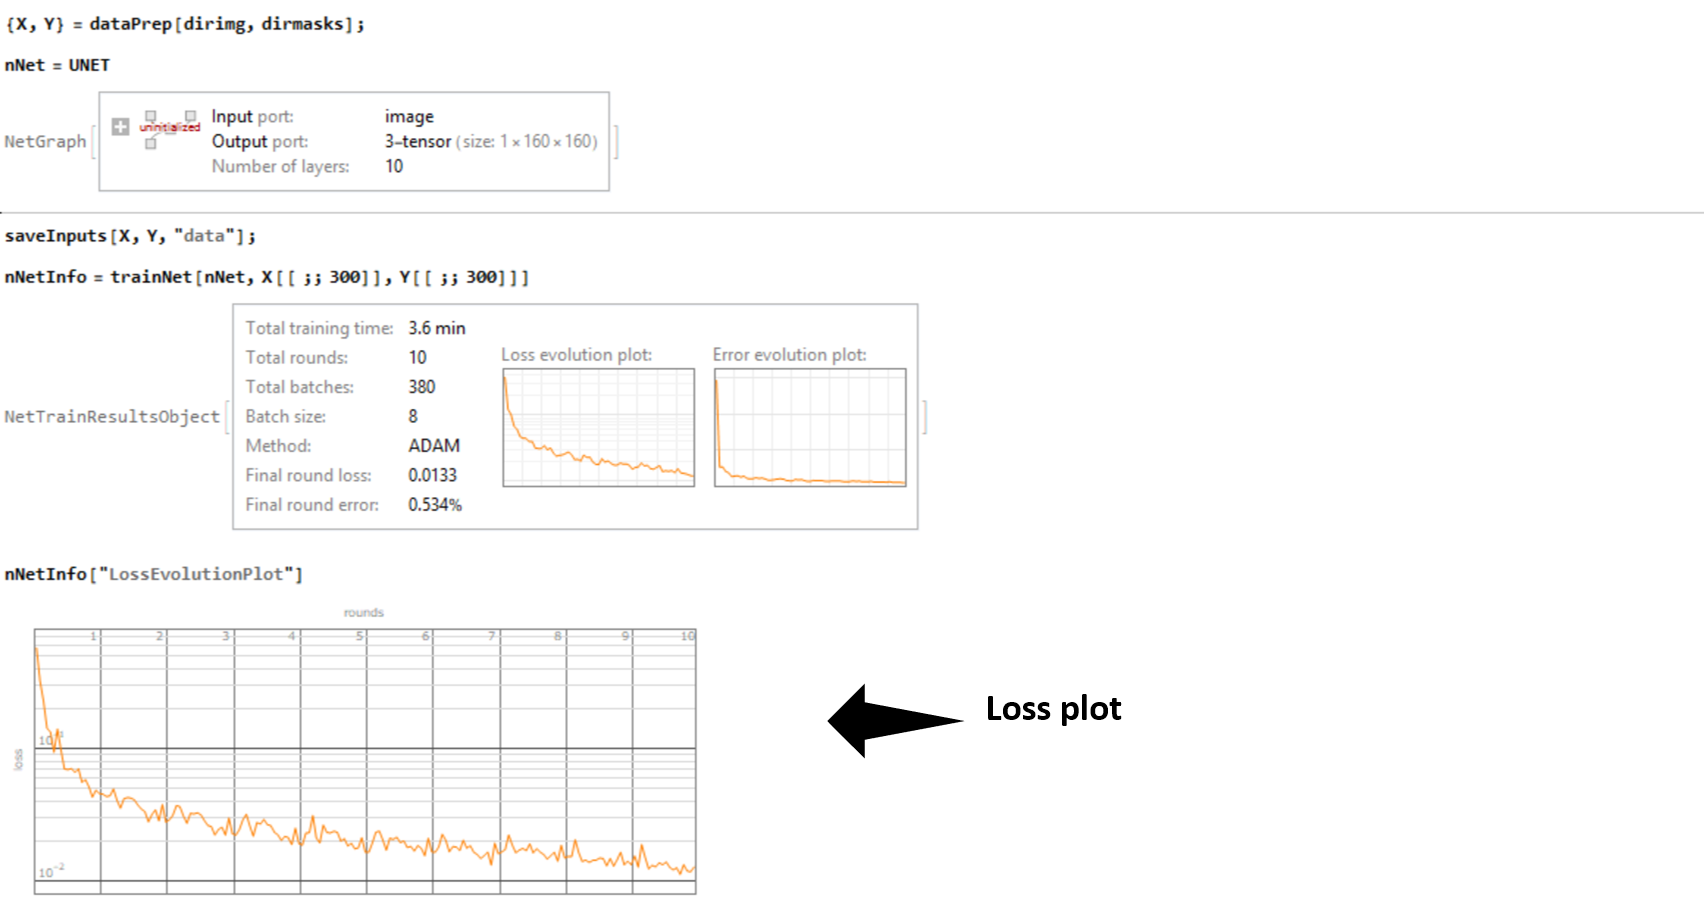 {X, Y} = dataPrep[dirimg, dirmasks];
nNet = UNET
NetGraph[
uninitialized
Input port: image
Output port: 3-tensor (size: 1×160×160)
Number of layers: 10
]
saveInputs[X, Y, "data"];
nNetInfo = trainNet[nNet, X[[ ;; 300]], Y[[ ;; 300]]]
NetTrainResultsObject[
Total training time: 3.6 min
Total rounds: 10
Total batches: 380
Batch size: 8
Method: ADAM
Final round loss: 0.0133
Final round error: 0.534%
Loss evolution plot:
Error evolution plot:
]
nNetInfo["LossEvolutionPlot"]
rounds
1 2 3 4 5 6 7 8 9 10
loss
10⁻¹
10⁻²
Loss plot